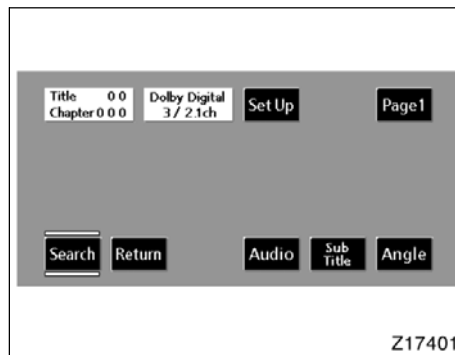 Title 0 0
Chapter 0 0 0
Dolby Digital
3 / 2.1ch
Set Up
Page1
Search
Return
Audio
Sub
Title
Angle
Z17401